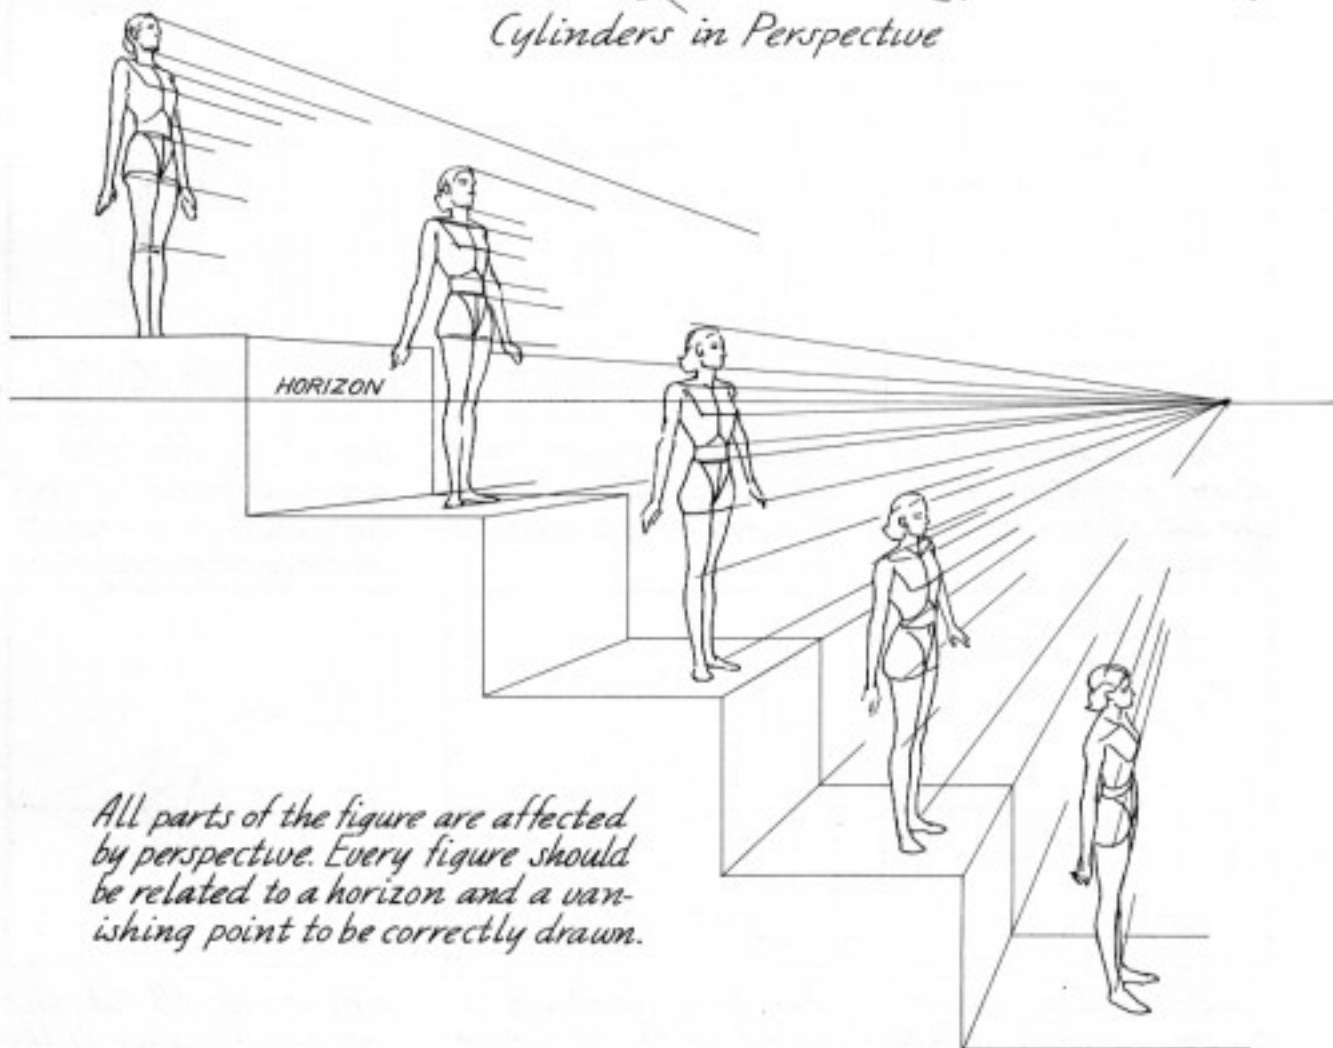 Cylinders in Perspective
HORIZON
All parts of the figure are affected
by perspective. Every figure should
be related to a horizon and a van-
ishing point to be correctly drawn.